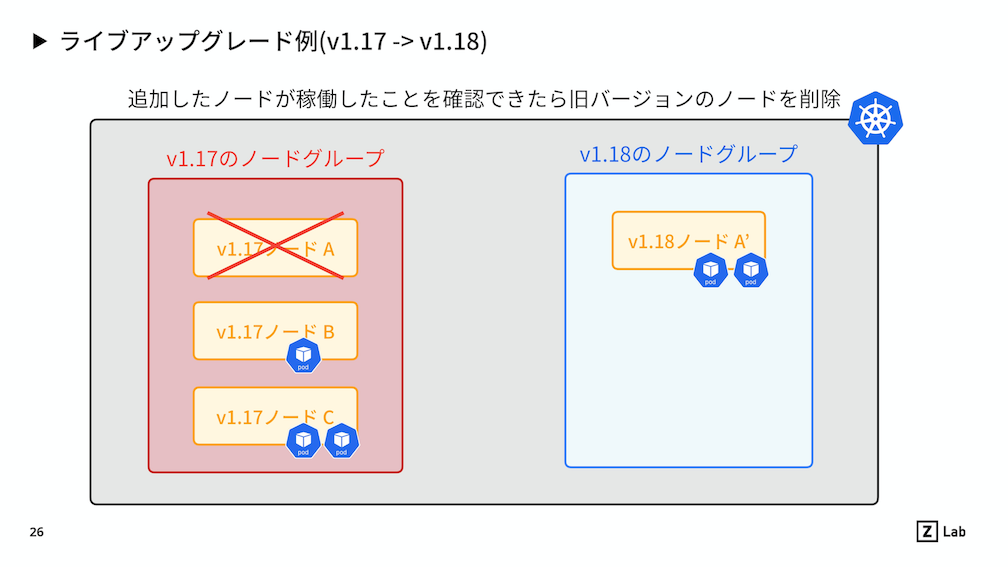 ▶ ライブアップグレード例(v1.17 -> v1.18)
追加したノードが稼働したことを確認できたら旧バージョンのノードを削除
v1.17のノードグループ
v1.18のノードグループ
v1.17ノード A
v1.18ノード A’
pod
pod
v1.17ノード B
pod
v1.17ノード C
pod
pod
26
Z Lab